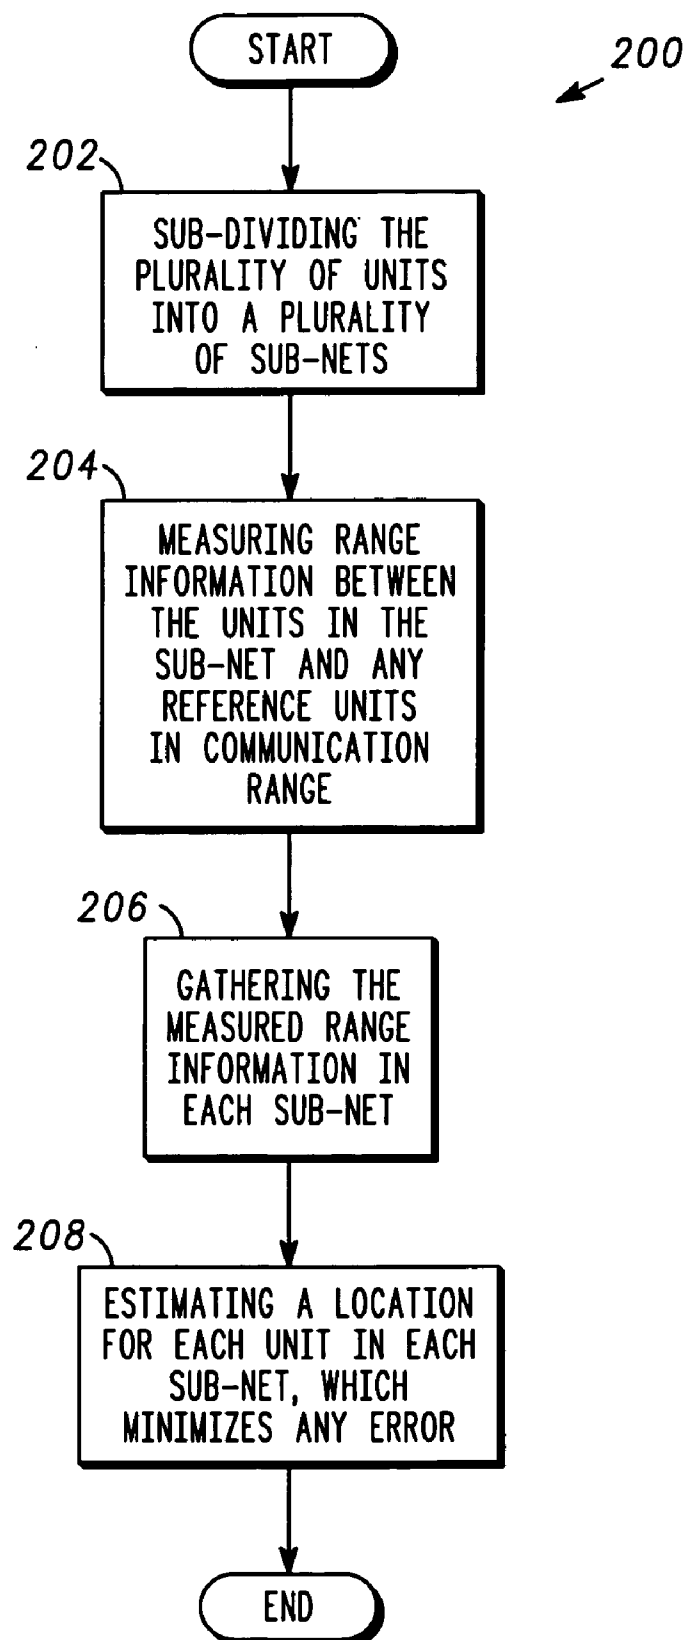 START
200
202
SUB-DIVIDING THE
PLURALITY OF UNITS
INTO A PLURALITY
OF SUB-NETS
204
MEASURING RANGE
INFORMATION BETWEEN
THE UNITS IN THE
SUB-NET AND ANY
REFERENCE UNITS
IN COMMUNICATION
RANGE
206
GATHERING THE
MEASURED RANGE
INFORMATION IN
EACH SUB-NET
208
ESTIMATING A LOCATION
FOR EACH UNIT IN EACH
SUB-NET, WHICH
MINIMIZES ANY ERROR
END